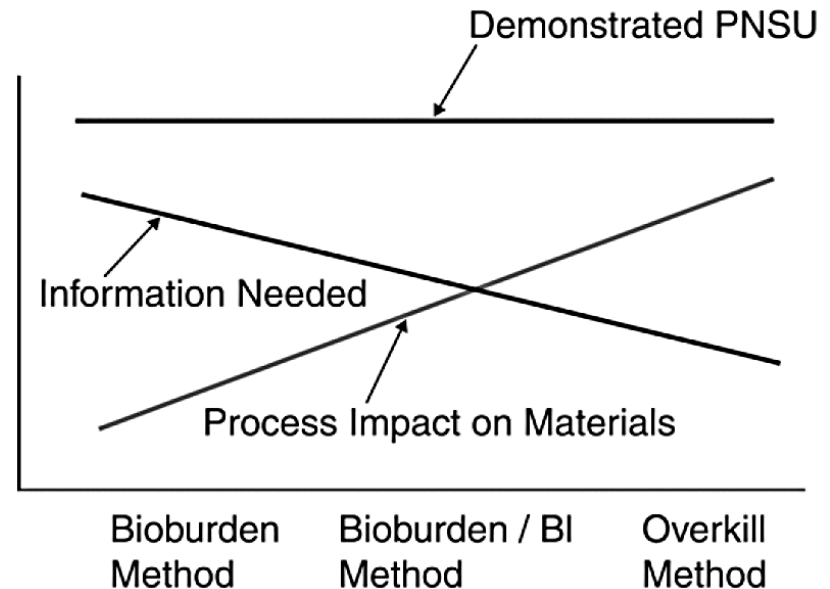 Demonstrated PNSU
Information Needed
Process Impact on Materials
Bioburden
Method
Bioburden / BI
Method
Overkill
Method